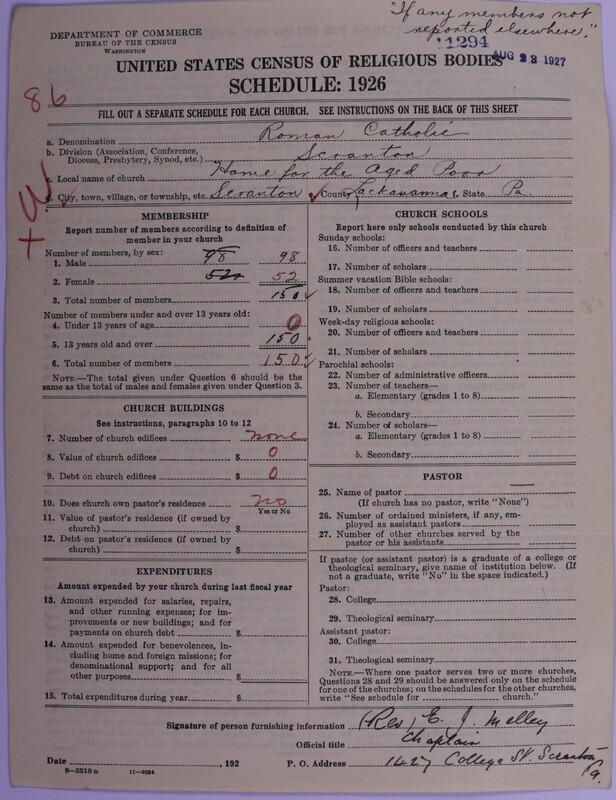 "If any members not
reported elsewhere."
11294
AUG 23 1927
DEPARTMENT OF COMMERCE
BUREAU OF THE CENSUS
WASHINGTON
UNITED STATES CENSUS OF RELIGIOUS BODIES
SCHEDULE: 1926
86
FILL OUT A SEPARATE SCHEDULE FOR EACH CHURCH. SEE INSTRUCTIONS ON THE BACK OF THIS SHEET
a. Denomination Roman Catholic
b. Division (Association, Conference,
Diocese, Presbytery, Synod, etc.) Scranton
c. Local name of church Home for the Aged Poor
d. City, town, village, or township, etc. Scranton County Lackawanna State Pa.
MEMBERSHIP
Report number of members according to definition of
member in your church
Number of members, by sex:
1. Male 98 98
2. Female 52 52
3. Total number of members 150
Number of members under and over 13 years old:
4. Under 13 years of age 0
5. 13 years old and over 150
6. Total number of members 150
NOTE.—The total given under Question 6 should be the
same as the total of males and females given under Question 3.
CHURCH BUILDINGS
See instructions, paragraphs 10 to 12
7. Number of church edifices none
8. Value of church edifices $ 0
9. Debt on church edifices $ 0
10. Does church own pastor's residence no
Yes or No
11. Value of pastor's residence (if owned by
church) $
12. Debt on pastor's residence (if owned by
church) $
EXPENDITURES
Amount expended by your church during last fiscal year
13. Amount expended for salaries, repairs,
and other running expenses; for im-
provements or new buildings; and for
payments on church debt $
14. Amount expended for benevolences, in-
cluding home and foreign missions; for
denominational support; and for all
other purposes $
15. Total expenditures during year $
CHURCH SCHOOLS
Report here only schools conducted by this church
Sunday schools:
16. Number of officers and teachers
17. Number of scholars
Summer vacation Bible schools:
18. Number of officers and teachers
19. Number of scholars
Week-day religious schools:
20. Number of officers and teachers
21. Number of scholars
Parochial schools:
22. Number of administrative officers
23. Number of teachers—
a. Elementary (grades 1 to 8)
b. Secondary
24. Number of scholars—
a. Elementary (grades 1 to 8)
b. Secondary
PASTOR
25. Name of pastor
(If church has no pastor, write "None")
26. Number of ordained ministers, if any, em-
ployed as assistant pastors
27. Number of other churches served by the
pastor or his assistants
If pastor (or assistant pastor) is a graduate of a college or
theological seminary, give name of institution below. (If
not a graduate, write "No" in the space indicated.)
Pastor:
28. College
29. Theological seminary
Assistant pastor:
30. College
31. Theological seminary
NOTE.—Where one pastor serves two or more churches,
Questions 28 and 29 should be answered only on the schedule
for one of the churches; on the schedules for the other churches,
write "See schedule for church."
Signature of person furnishing information (Rev) E. J. Melley
Official title Chaplain
Date , 192 P. O. Address 1427 College St. Scranton
Pa.
8-5518a 11-9054